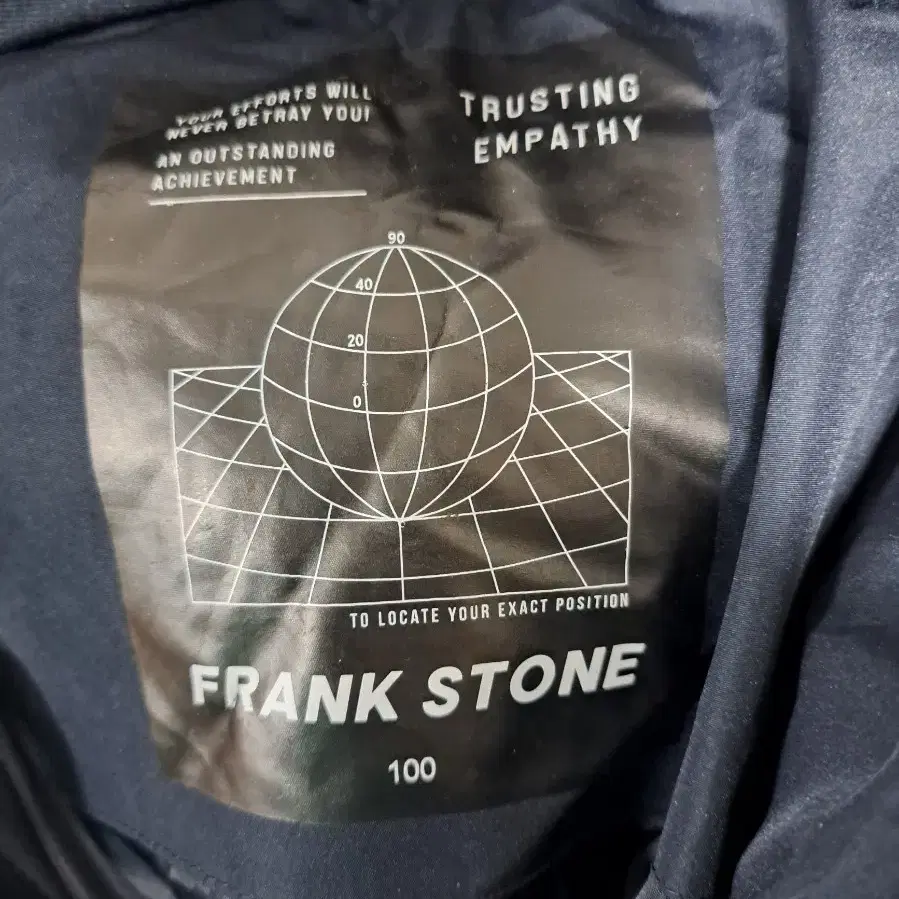 YOUR EFFORTS WILL
NEVER BETRAY YOU!
AN OUTSTANDING
ACHIEVEMENT
TRUSTING
EMPATHY
90
40
20
0
TO LOCATE YOUR EXACT POSITION
FRANK STONE
100